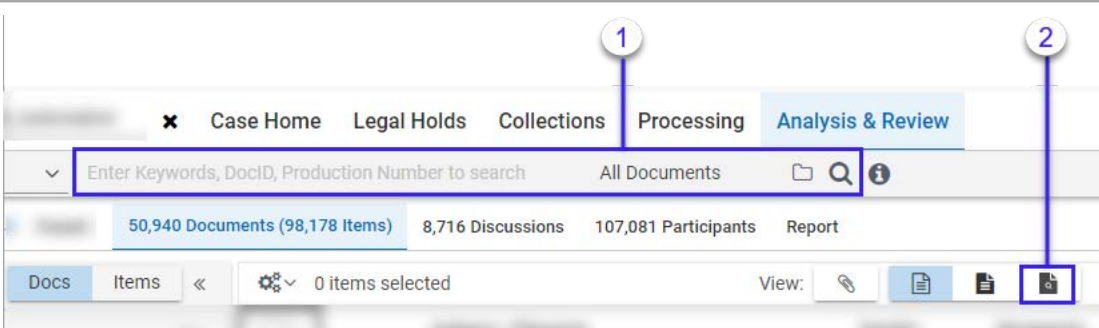 1 2
Case Home Legal Holds Collections Processing Analysis & Review
Enter Keywords, DocID, Production Number to search All Documents
50,940 Documents (98,178 Items) 8,716 Discussions 107,081 Participants Report
Docs Items « 0 items selected View: